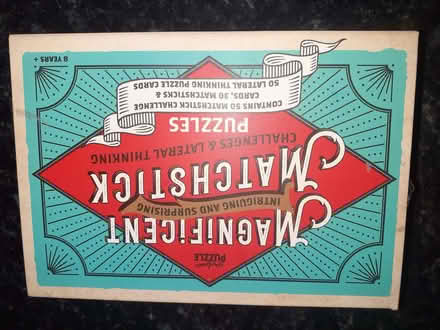 PUZZLE
MAGNIFICENT
INTRIGUING AND SURPRISING
MATCHSTICK
CHALLENGES & LATERAL THINKING
PUZZLES
CONTAINS 50 MATCHSTICK CHALLENGE
CARDS, 30 MATCHSTICKS &
50 LATERAL THINKING PUZZLE CARDS
8 YEARS +